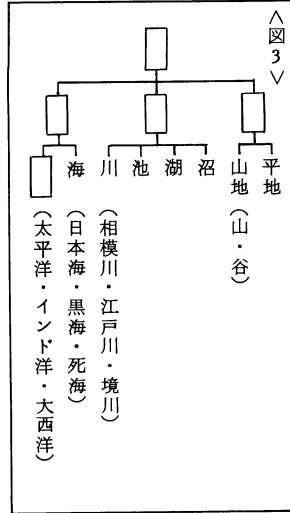 ＜図3＞
平地
山地（山・谷）
沼
湖
池
川（相模川・江戸川・境川）
海（日本海・黒海・死海）
（太平洋・インド洋・大西洋）